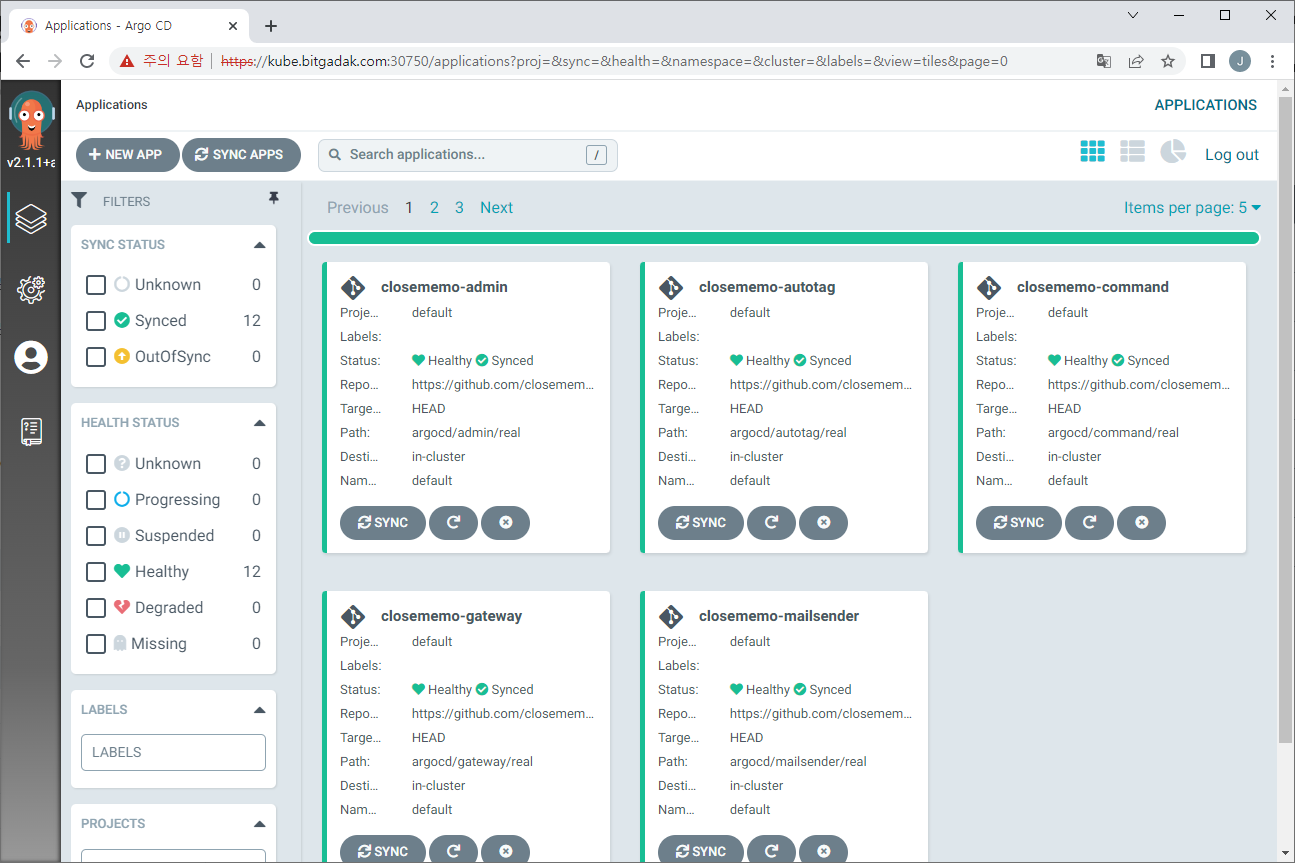 Applications - Argo CD
주의 요함 https://kube.bitgadak.com:30750/applications?proj=&sync=&health=&namespace=&cluster=&labels=&view=tiles&page=0
J
v2.1.1+a
Applications
APPLICATIONS
NEW APP
SYNC APPS
Search applications...
/
Log out
FILTERS
SYNC STATUS
Unknown 0
Synced 12
OutOfSync 0
HEALTH STATUS
Unknown 0
Progressing 0
Suspended 0
Healthy 12
Degraded 0
Missing 0
LABELS
LABELS
PROJECTS
Previous 1 2 3 Next
Items per page: 5
closememo-admin
Proje... default
Labels:
Status: Healthy Synced
Repo... https://github.com/closemem...
Targe... HEAD
Path: argocd/admin/real
Desti... in-cluster
Nam... default
SYNC
closememo-autotag
Proje... default
Labels:
Status: Healthy Synced
Repo... https://github.com/closemem...
Targe... HEAD
Path: argocd/autotag/real
Desti... in-cluster
Nam... default
SYNC
closememo-command
Proje... default
Labels:
Status: Healthy Synced
Repo... https://github.com/closemem...
Targe... HEAD
Path: argocd/command/real
Desti... in-cluster
Nam... default
SYNC
closememo-gateway
Proje... default
Labels:
Status: Healthy Synced
Repo... https://github.com/closemem...
Targe... HEAD
Path: argocd/gateway/real
Desti... in-cluster
Nam... default
SYNC
closememo-mailsender
Proje... default
Labels:
Status: Healthy Synced
Repo... https://github.com/closemem...
Targe... HEAD
Path: argocd/mailsender/real
Desti... in-cluster
Nam... default
SYNC